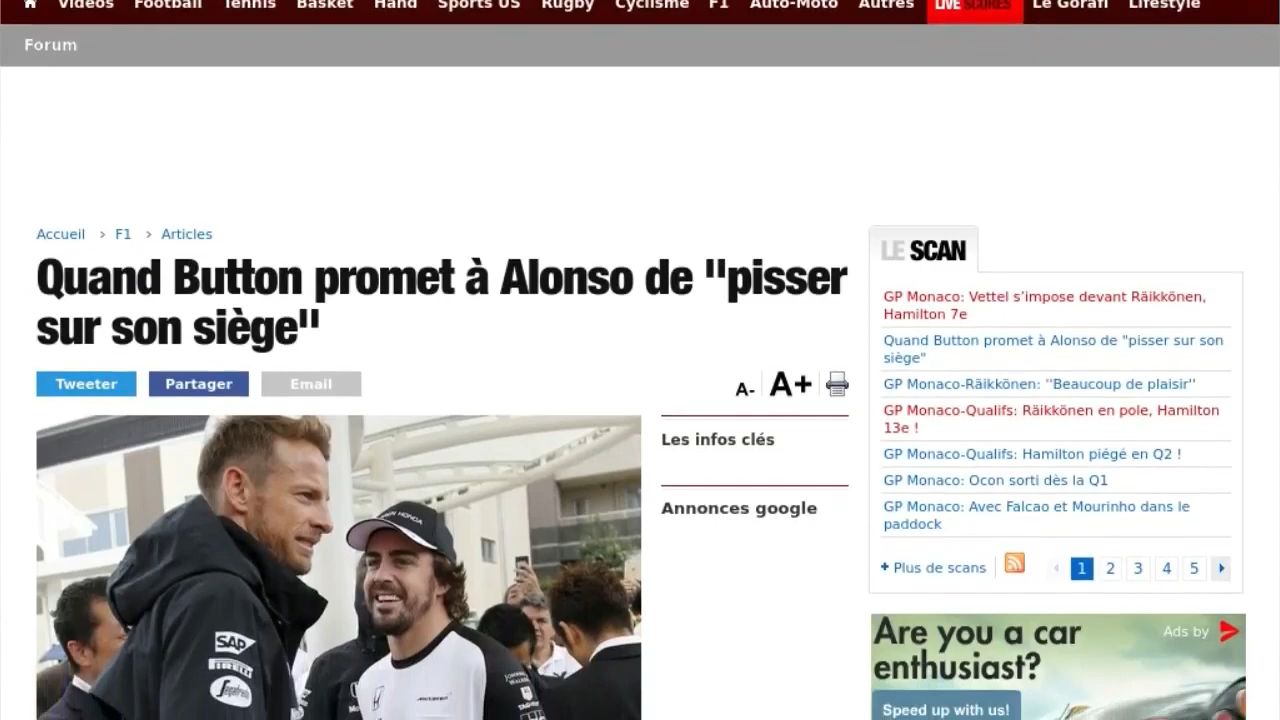 Vidéos Football Tennis Basket Hand Sports US Rugby Cyclisme F1 Auto-Moto Autres LIVE SCORES Le Gorafi Lifestyle
Forum
Accueil > F1 > Articles
Quand Button promet à Alonso de "pisser
sur son siège"
Tweeter Partager Email
A- A+
Les infos clés
Annonces google
SAP
PIRELLI
Segafredo
HONDA
LE SCAN
GP Monaco: Vettel s’impose devant Räikkönen,
Hamilton 7e
Quand Button promet à Alonso de "pisser sur son
siège"
GP Monaco-Räikkönen: ''Beaucoup de plaisir''
GP Monaco-Qualifs: Räikkönen en pole, Hamilton
13e !
GP Monaco-Qualifs: Hamilton piégé en Q2 !
GP Monaco: Ocon sorti dès la Q1
GP Monaco: Avec Falcao et Mourinho dans le
paddock
+ Plus de scans 1 2 3 4 5
Are you a car
enthusiast?
Ads by
Speed up with us!